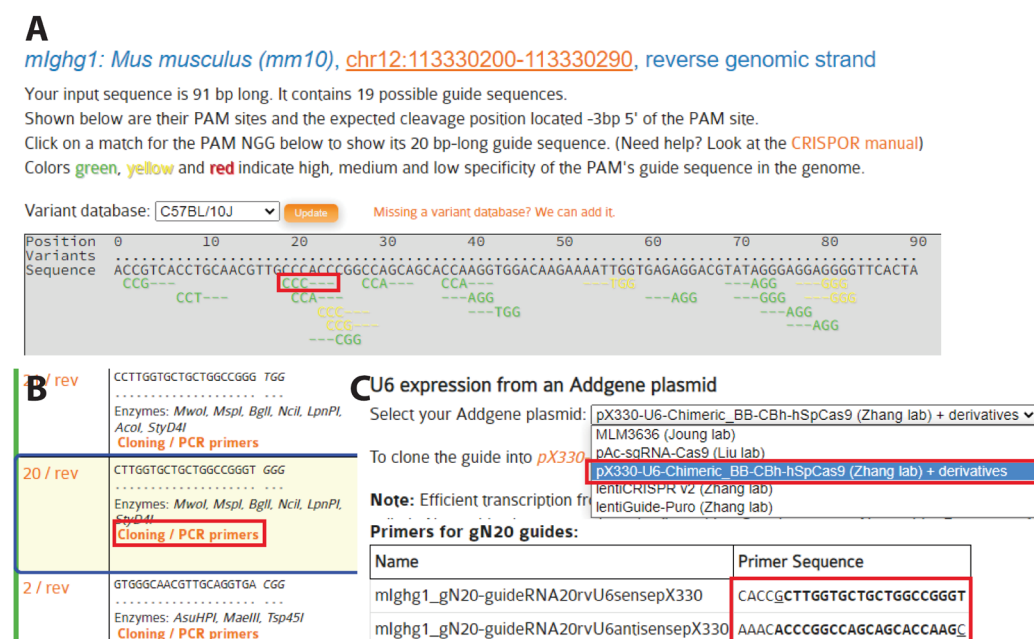 A
mIghg1: Mus musculus (mm10), chr12:113330200-113330290, reverse genomic strand
Your input sequence is 91 bp long. It contains 19 possible guide sequences.
Shown below are their PAM sites and the expected cleavage position located -3bp 5' of the PAM site.
Click on a match for the PAM NGG below to show its 20 bp-long guide sequence. (Need help? Look at the CRISPOR manual)
Colors green, yellow and red indicate high, medium and low specificity of the PAM's guide sequence in the genome.
Variant database: C57BL/10J Update Missing a variant database? We can add it.
Position 0 10 20 30 40 50 60 70 80 90
Variants ...........................................................................................
Sequence ACCGTCACCTGCAACGTTGCCCACCCGGCCAGCAGCACCAAGGTGGACAAGAAAATTGGTGAGAGGACGTATAGGGAGGAGGGGTTCACTA
CCG--- CCC--- CCA--- CCA--- ---TGG ---AGG ---GGG
CCT--- CCA--- ---AGG ---AGG ---GGG ---GGG
CCC--- ---TGG ---AGG
CCG--- ---AGG
---CGG
B
21 / rev
CCTTGGTGCTGCTGGCCGGG TGG
.................... ...
Enzymes: MwoI, MspI, BglI, NciI, LpnPI,
AcoI, StyD4I
Cloning / PCR primers
20 / rev
CTTGGTGCTGCTGGCCGGGT GGG
.................... ...
Enzymes: MwoI, MspI, BglI, NciI, LpnPI,
StyD4I
Cloning / PCR primers
2 / rev
GTGGGCAACGTTGCAGGTGA CGG
.................... ...
Enzymes: AsuHPI, MaeIII, Tsp45I
Cloning / PCR primers
C
U6 expression from an Addgene plasmid
Select your Addgene plasmid: pX330-U6-Chimeric_BB-CBh-hSpCas9 (Zhang lab) + derivatives
MLM3636 (Joung lab)
pAc-sgRNA-Cas9 (Liu lab)
To clone the guide into pX330-
pX330-U6-Chimeric_BB-CBh-hSpCas9 (Zhang lab) + derivatives
lentiCRISPR v2 (Zhang lab)
Note: Efficient transcription
lentiGuide-Puro (Zhang lab)
Primers for gN20 guides:
Name Primer Sequence
mIghg1_gN20-guideRNA20rvU6sensepX330 CACCGCTTGGTGCTGCTGGCCGGGT
mIghg1_gN20-guideRNA20rvU6antisensepX330 AAACACCCGGCCAGCAGCACCAAGC